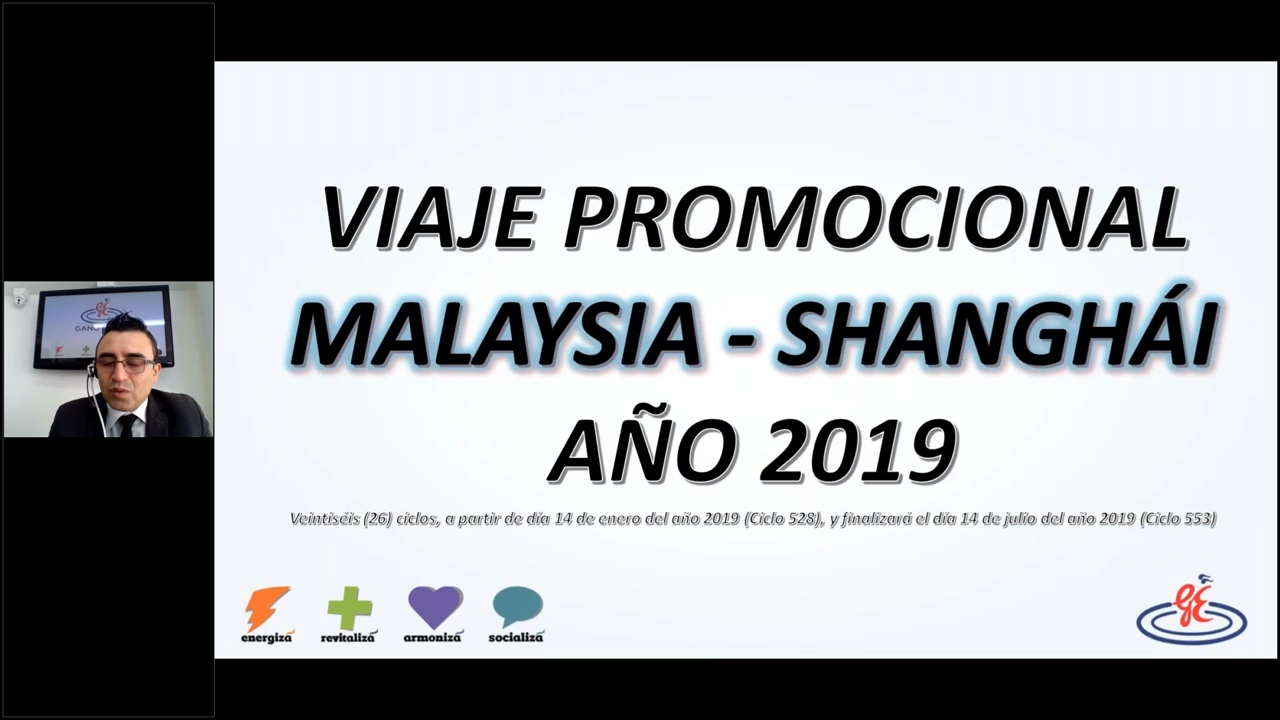 VIAJE PROMOCIONAL
MALAYSIA - SHANGHÁI
AÑO 2019
Veintiséis (26) ciclos, a partir de día 14 de enero del año 2019 (Ciclo 528), y finalizará el día 14 de julio del año 2019 (Ciclo 553)
energizá
revitalizá
armonizá
socializá
GE